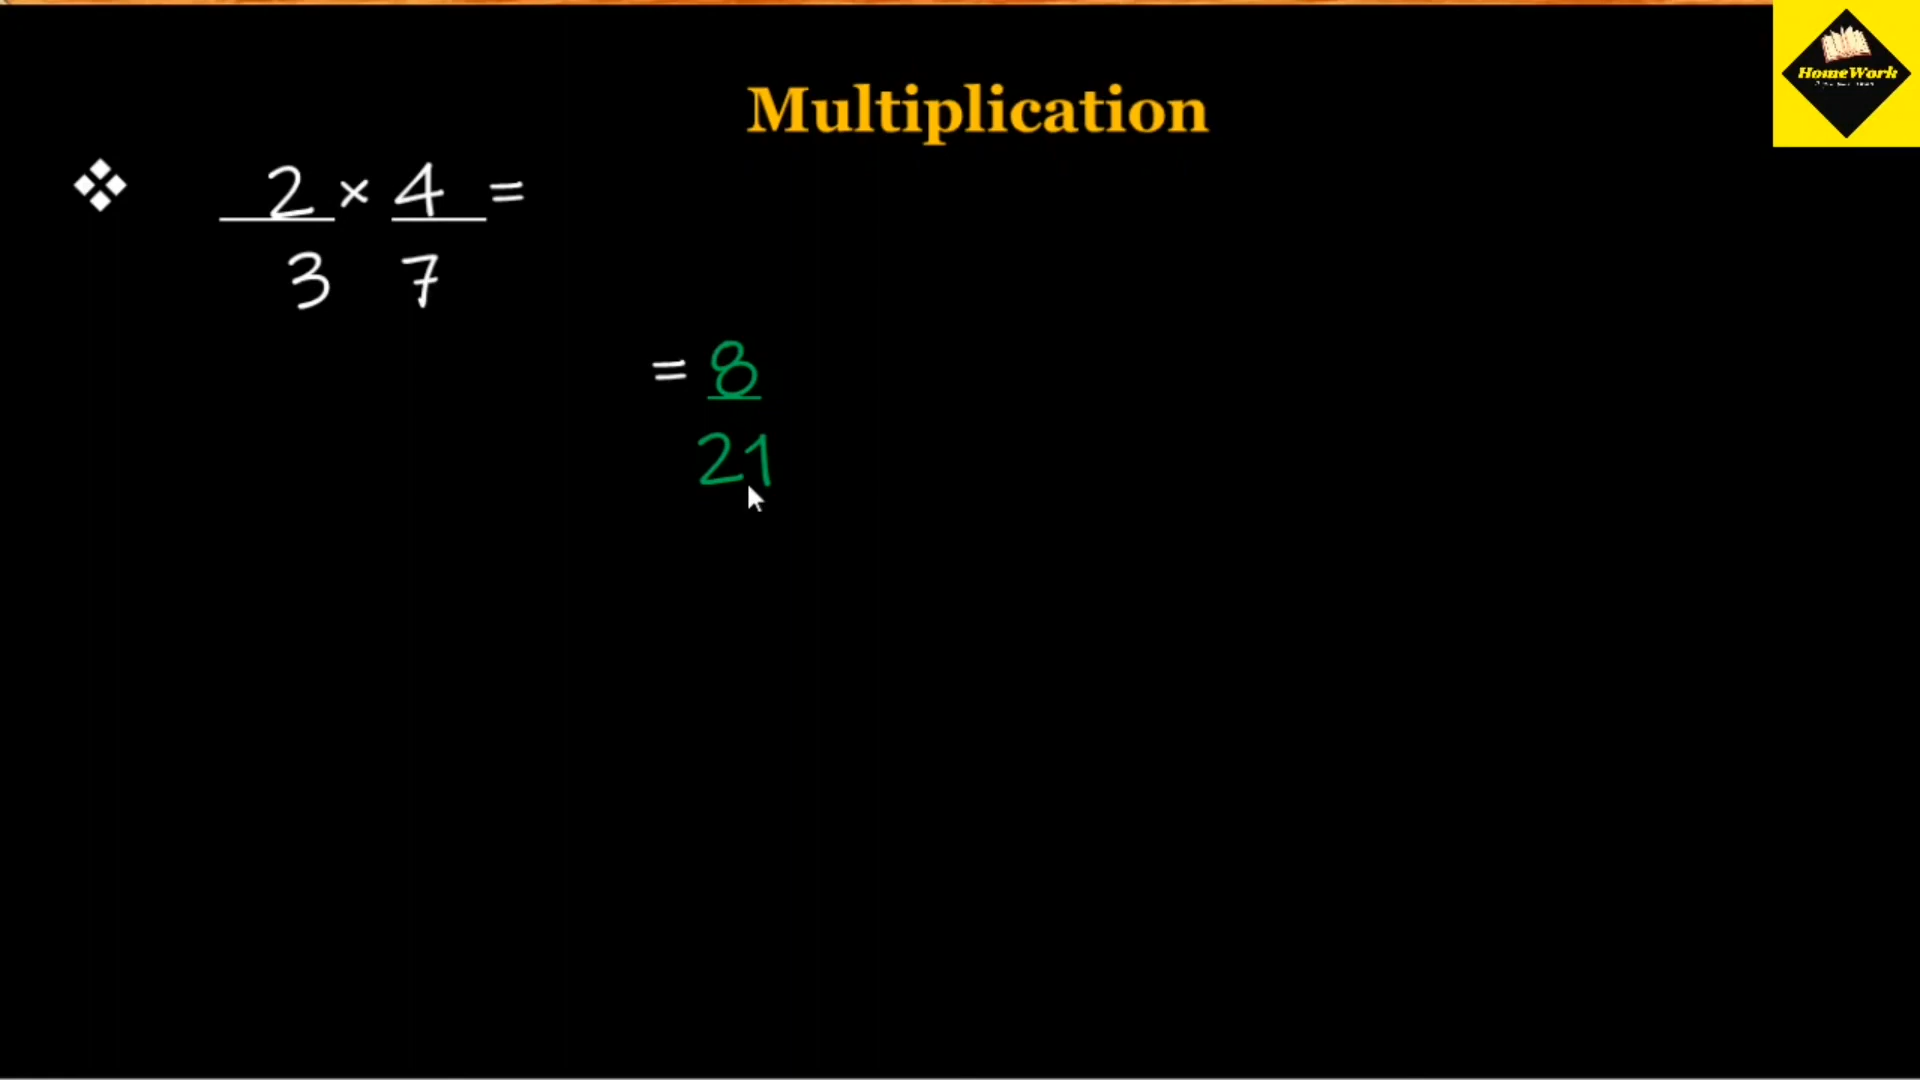 Multiplication
HomeWork
❖ 2 × 4 =
3 7
= 8
21